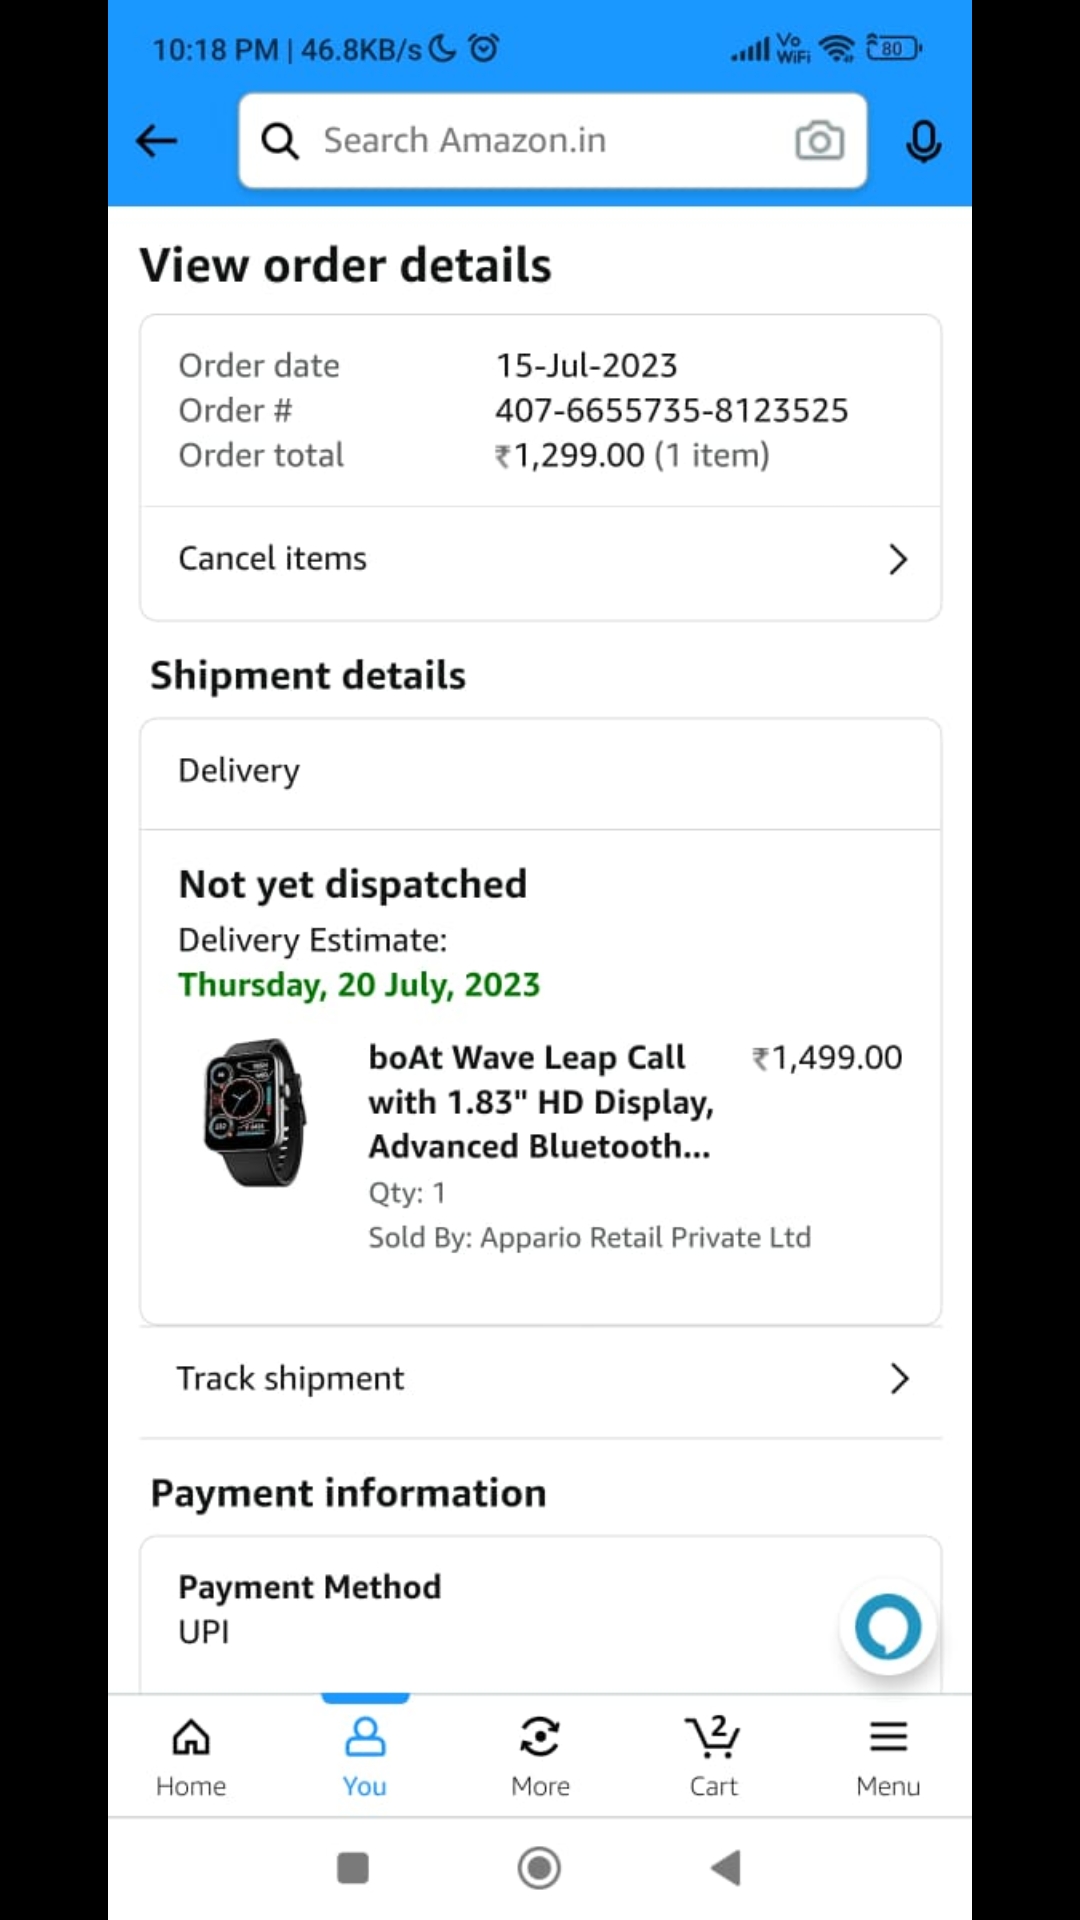 10:18 PM | 46.8KB/s
Vo
WiFi
80
Search Amazon.in
View order details
Order date 15-Jul-2023
Order # 407-6655735-8123525
Order total ₹1,299.00 (1 item)
Cancel items
Shipment details
Delivery
Not yet dispatched
Delivery Estimate:
Thursday, 20 July, 2023
boAt Wave Leap Call ₹1,499.00
with 1.83" HD Display,
Advanced Bluetooth...
Qty: 1
Sold By: Appario Retail Private Ltd
Track shipment
Payment information
Payment Method
UPI
2
Home You More Cart Menu